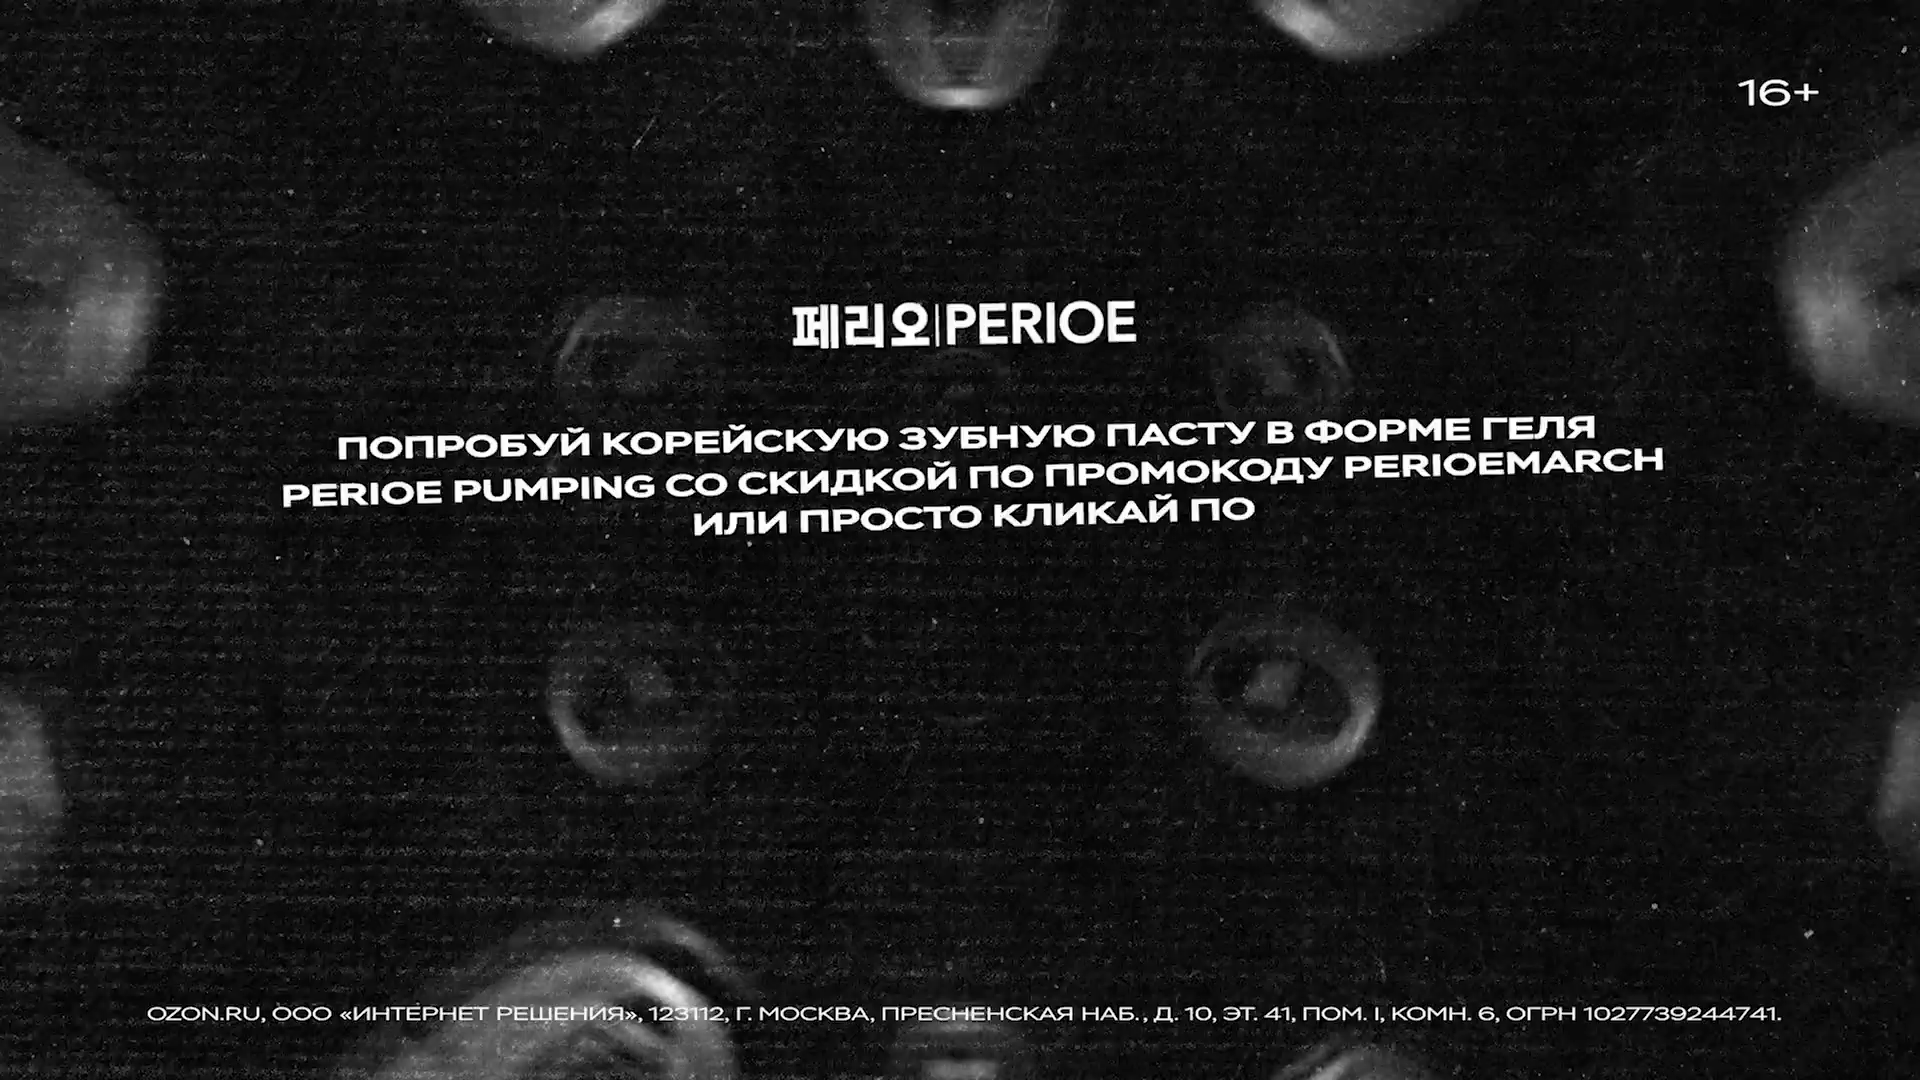 16+
페리오|PERIOE
ПОПРОБУЙ КОРЕЙСКУЮ ЗУБНУЮ ПАСТУ В ФОРМЕ ГЕЛЯ
PERIOE PUMPING СО СКИДКОЙ ПО ПРОМОКОДУ PERIOEMARCH
ИЛИ ПРОСТО КЛИКАЙ ПО
OZON.RU, ООО «ИНТЕРНЕТ РЕШЕНИЯ», 123112, Г. МОСКВА, ПРЕСНЕНСКАЯ НАБ., Д. 10, ЭТ. 41, ПОМ. I, КОМН. 6, ОГРН 1027739244741.